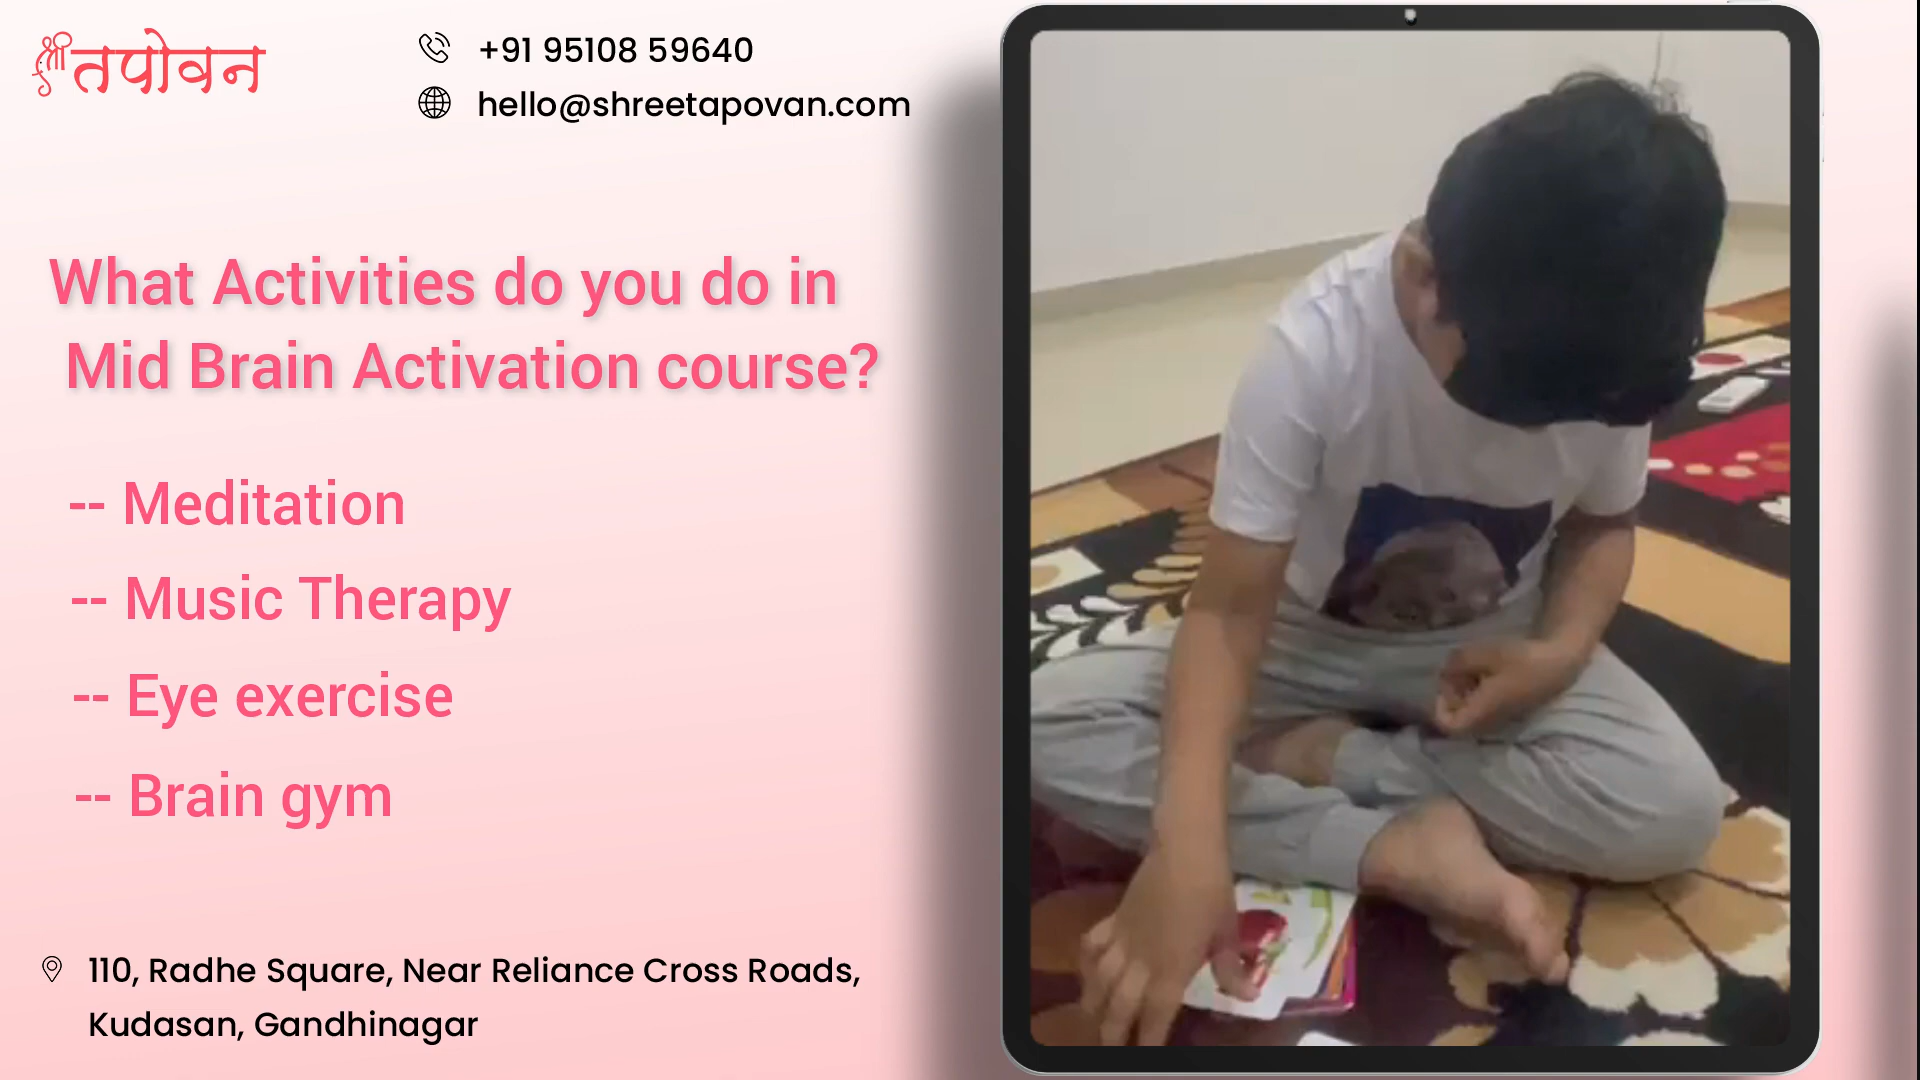 श्री तपोवन
+91 95108 59640
hello@shreetapovan.com
What Activities do you do in
Mid Brain Activation course?
-- Meditation
-- Music Therapy
-- Eye exercise
-- Brain gym
110, Radhe Square, Near Reliance Cross Roads,
Kudasan, Gandhinagar